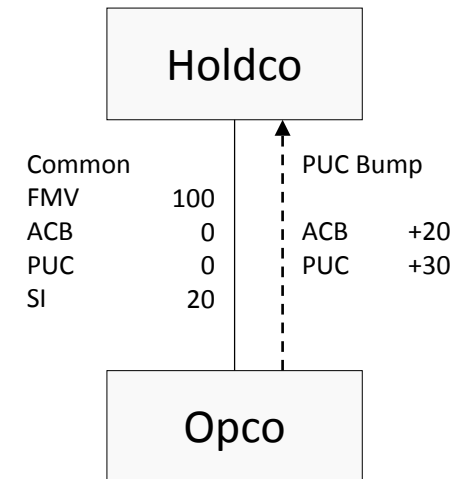 Holdco
Common
FMV 100
ACB 0
PUC 0
SI 20
PUC Bump
ACB +20
PUC +30
Opco